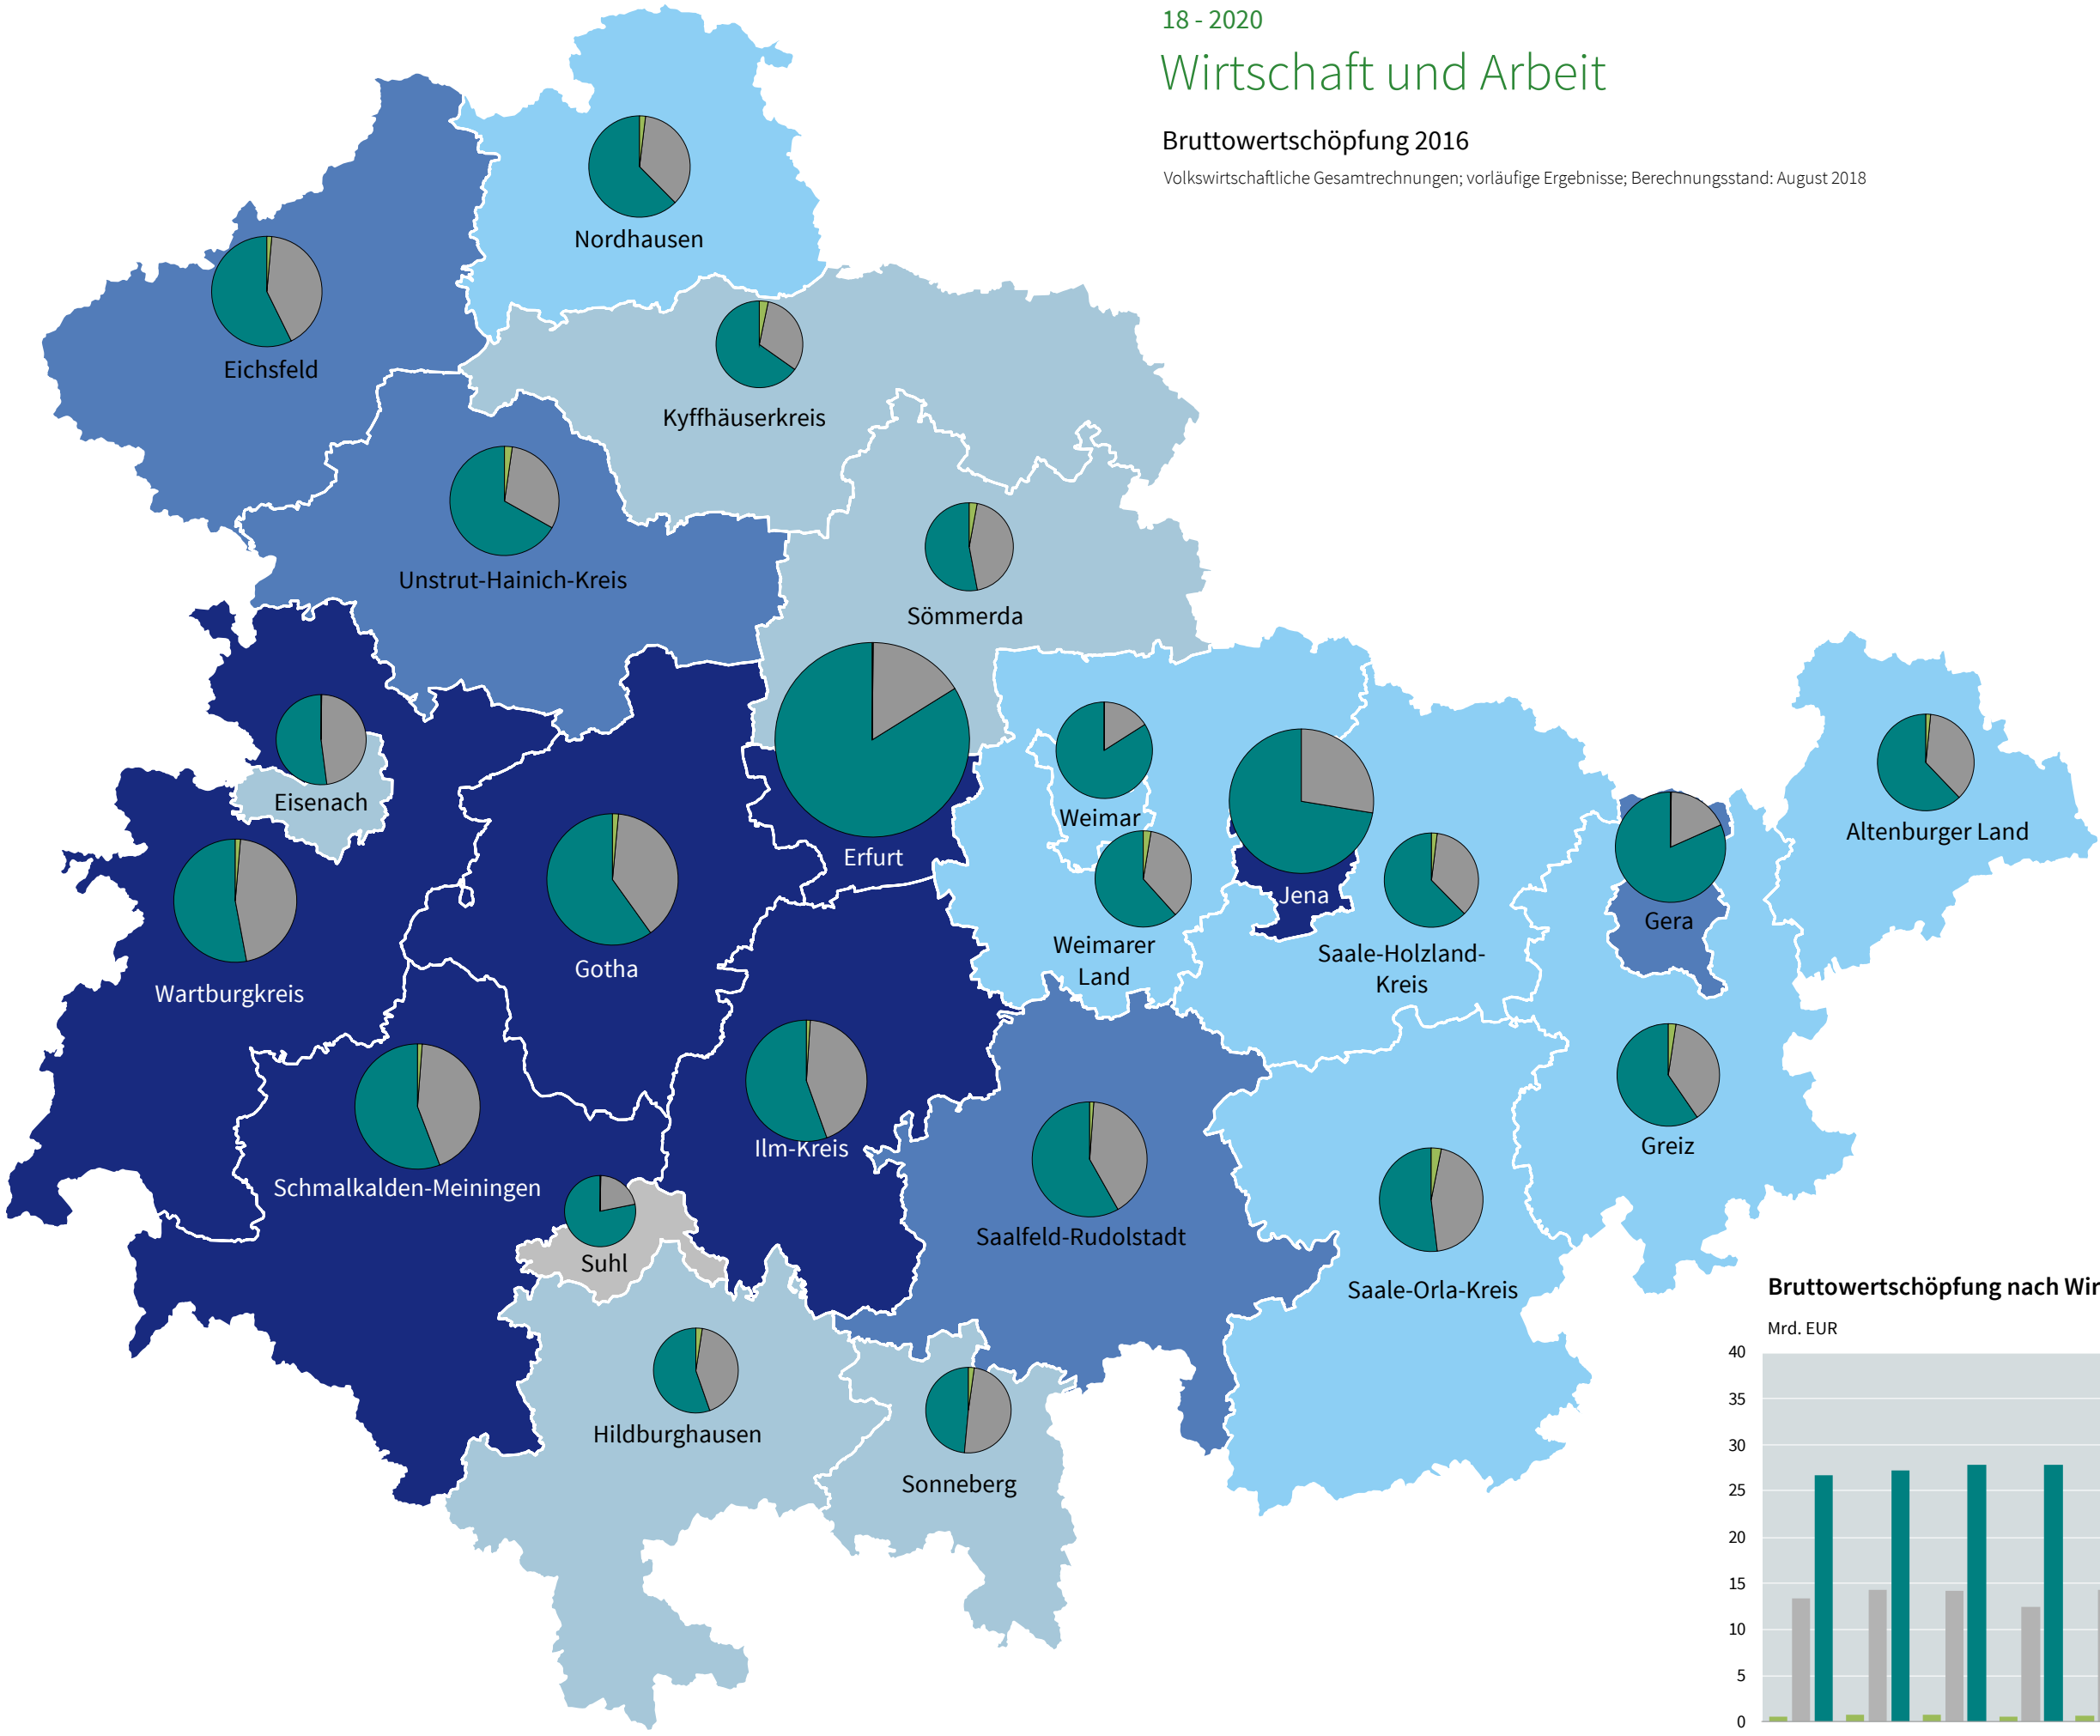 18 - 2020
Wirtschaft und Arbeit
Bruttowertschöpfung 2016
Volkswirtschaftliche Gesamtrechnungen; vorläufige Ergebnisse; Berechnungsstand: August 2018
Nordhausen
Eichsfeld
Kyffhäuserkreis
Unstrut-Hainich-Kreis
Sömmerda
Eisenach
Weimar
Altenburger Land
Erfurt
Jena
Gera
Weimarer
Land
Saale-Holzland-
Kreis
Gotha
Wartburgkreis
Ilm-Kreis
Greiz
Schmalkalden-Meiningen
Saalfeld-Rudolstadt
Suhl
Saale-Orla-Kreis
Hildburghausen
Sonneberg
Bruttowertschöpfung nach Wir
Mrd. EUR
40
35
30
25
20
15
10
5
0